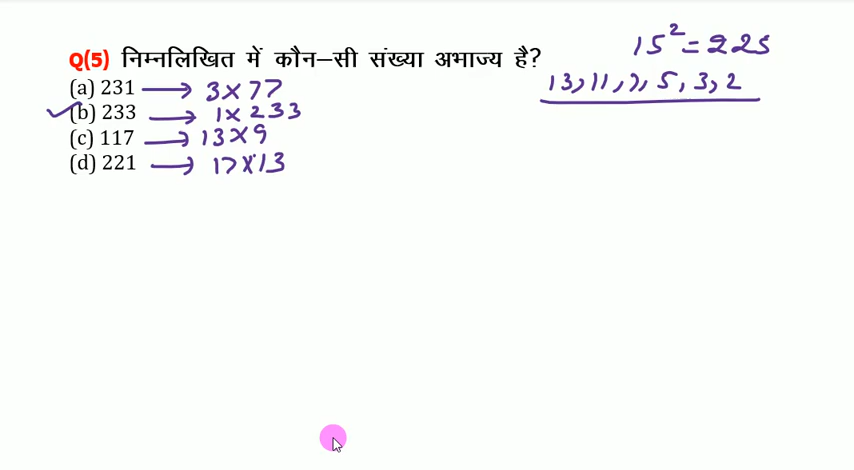 15² = 225
Q(5) निम्नलिखित में कौन–सी संख्या अभाज्य है?
13, 11, 7, 5, 3, 2
(a) 231 → 3 × 77
✓(b) 233 → 1 × 233
(c) 117 → 13 × 9
(d) 221 → 17 × 13